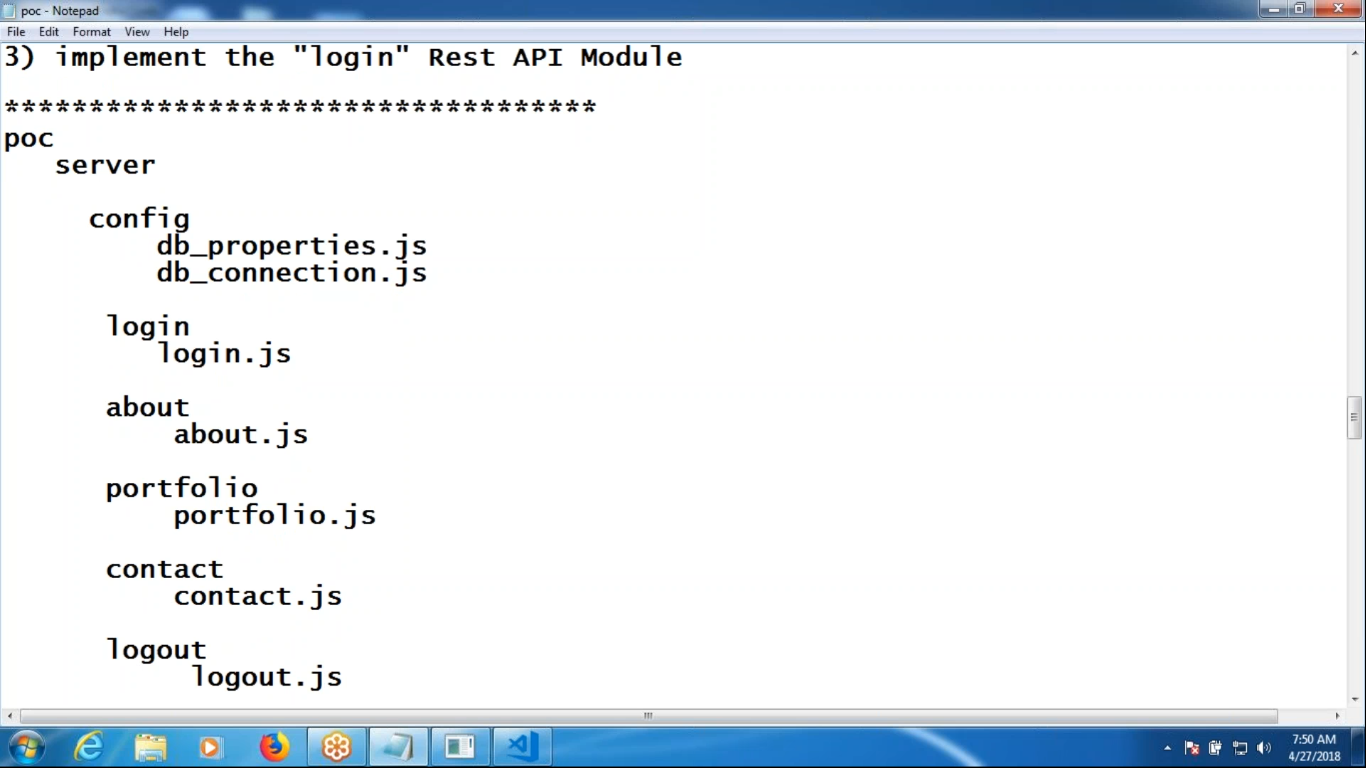 poc - Notepad
File Edit Format View Help
3) implement the "login" Rest API Module
***********************************
poc
server
config
db_properties.js
db_connection.js
login
login.js
about
about.js
portfolio
portfolio.js
contact
contact.js
logout
logout.js
7:50 AM
4/27/2018